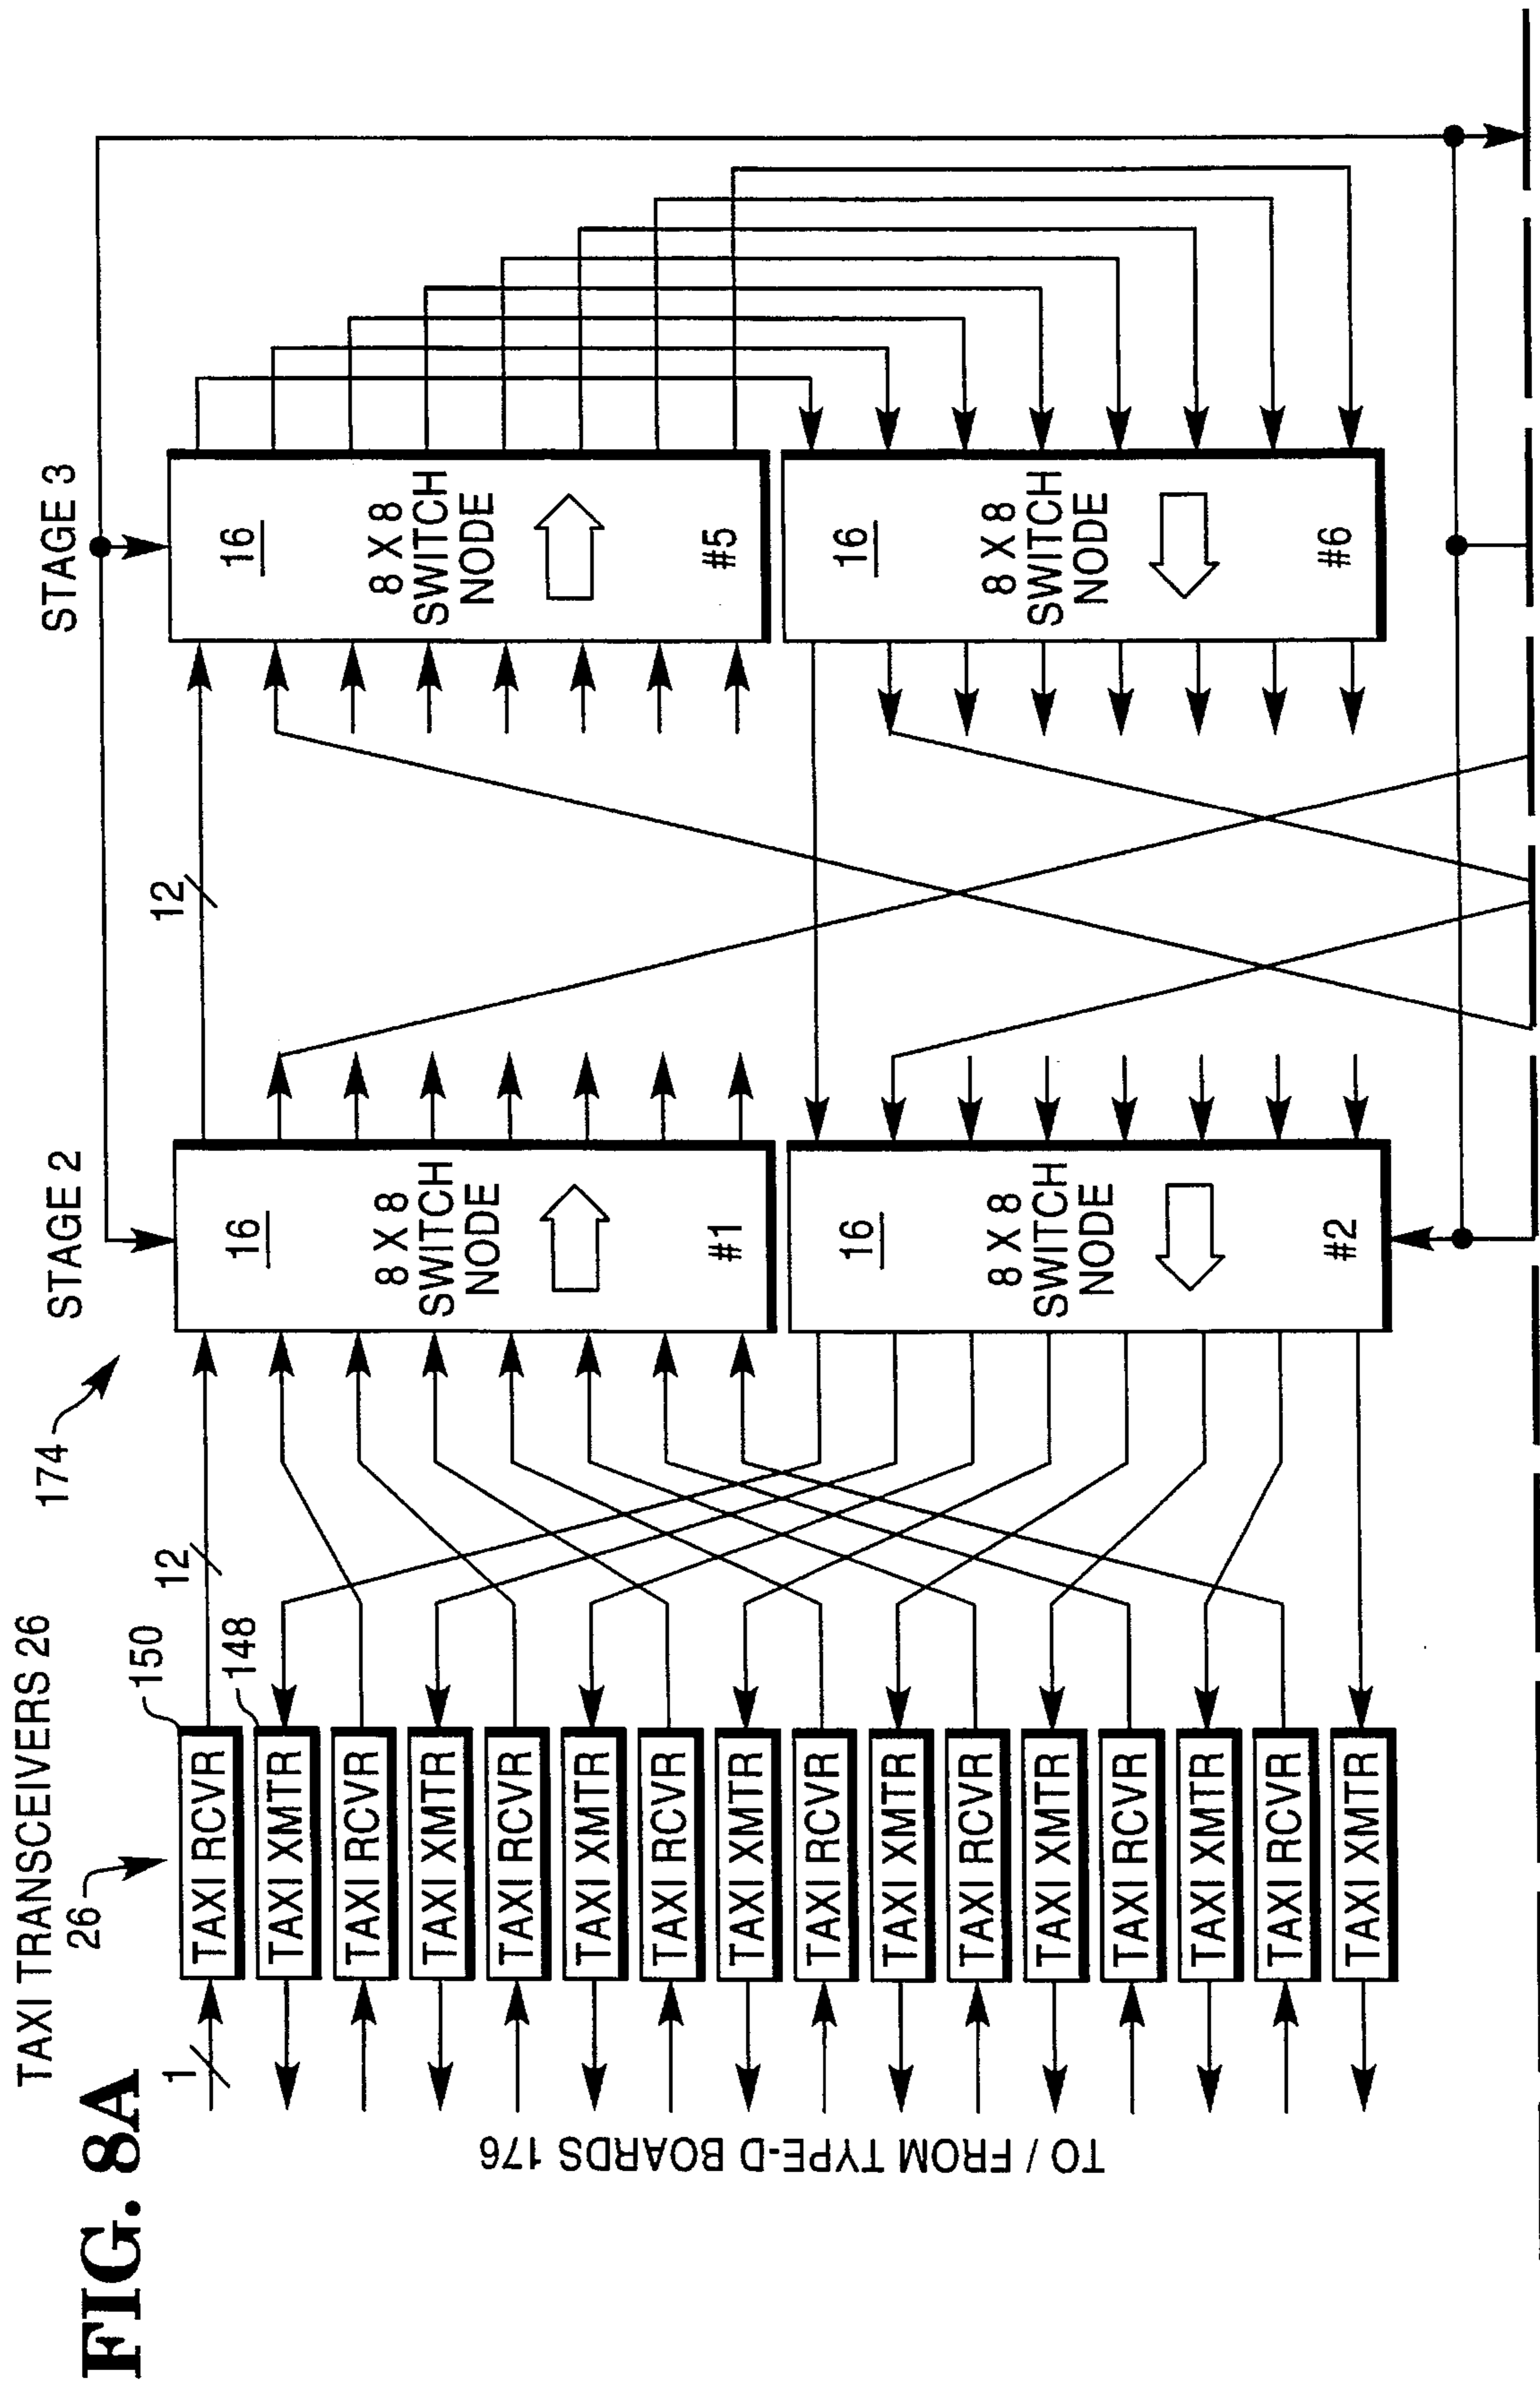 FIG. 8A
TAXI TRANSCEIVERS 26
26
150
148
174
STAGE 2
STAGE 3
1
12
12
TO / FROM TYPE-D BOARDS 176
TAXI RCVR
TAXI XMTR
TAXI RCVR
TAXI XMTR
TAXI RCVR
TAXI XMTR
TAXI RCVR
TAXI XMTR
TAXI RCVR
TAXI XMTR
TAXI RCVR
TAXI XMTR
TAXI RCVR
TAXI XMTR
TAXI RCVR
TAXI XMTR
16
8 X 8
SWITCH
NODE
#1
16
8 X 8
SWITCH
NODE
#2
16
8 X 8
SWITCH
NODE
#5
16
8 X 8
SWITCH
NODE
#6